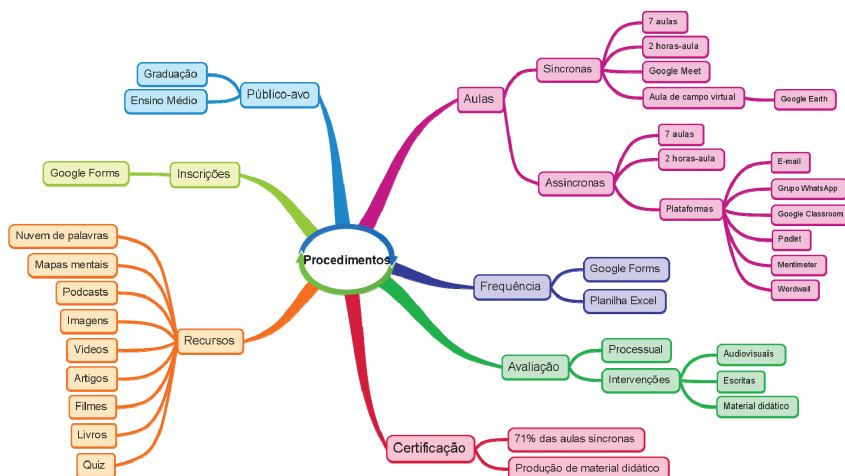 Procedimentos
Público-avo
Graduação
Ensino Médio
Inscrições
Google Forms
Recursos
Nuvem de palavras
Mapas mentais
Podcasts
Imagens
Videos
Artigos
Filmes
Livros
Quiz
Aulas
Síncronas
7 aulas
2 horas-aula
Google Meet
Aula de campo virtual
Google Earth
Assíncronas
7 aulas
2 horas-aula
Plataformas
E-mail
Grupo WhatsApp
Google Classroom
Padlet
Mentimeter
Wordwall
Frequência
Google Forms
Planilha Excel
Avaliação
Processual
Intervenções
Audiovisuais
Escritas
Material didático
Certificação
71% das aulas sincronas
Produção de material didático